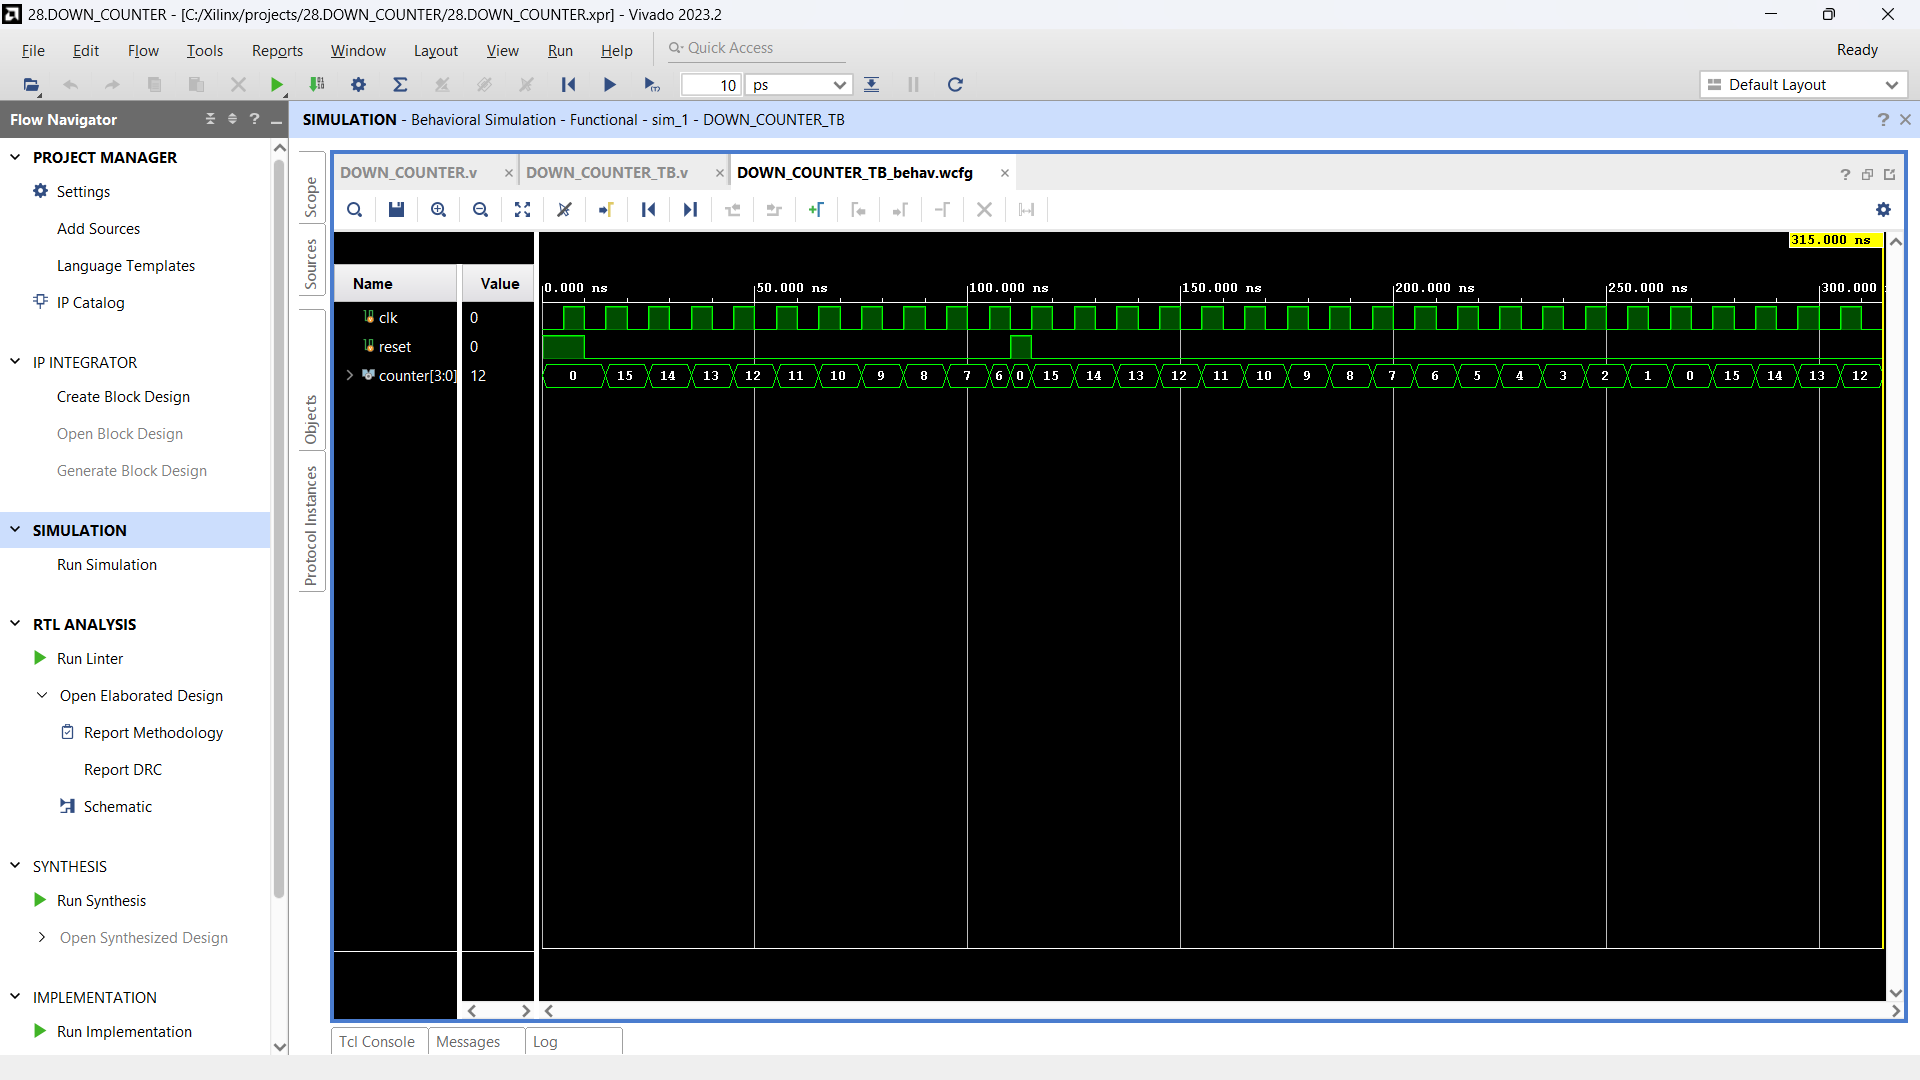 28.DOWN_COUNTER - [C:/Xilinx/projects/28.DOWN_COUNTER/28.DOWN_COUNTER.xpr] - Vivado 2023.2
File Edit Flow Tools Reports Window Layout View Run Help Quick Access Ready
10 ps Default Layout
Flow Navigator
SIMULATION - Behavioral Simulation - Functional - sim_1 - DOWN_COUNTER_TB
PROJECT MANAGER
Settings
Add Sources
Language Templates
IP Catalog
IP INTEGRATOR
Create Block Design
Open Block Design
Generate Block Design
SIMULATION
Run Simulation
RTL ANALYSIS
Run Linter
Open Elaborated Design
Report Methodology
Report DRC
Schematic
SYNTHESIS
Run Synthesis
Open Synthesized Design
IMPLEMENTATION
Run Implementation
Scope
Sources
Objects
Protocol Instances
DOWN_COUNTER.v DOWN_COUNTER_TB.v DOWN_COUNTER_TB_behav.wcfg
315.000 ns
Name Value
0.000 ns 50.000 ns 100.000 ns 150.000 ns 200.000 ns 250.000 ns 300.000
clk 0
reset 0
counter[3:0] 12 0 15 14 13 12 11 10 9 8 7 6 0 15 14 13 12 11 10 9 8 7 6 5 4 3 2 1 0 15 14 13 12
Tcl Console Messages Log